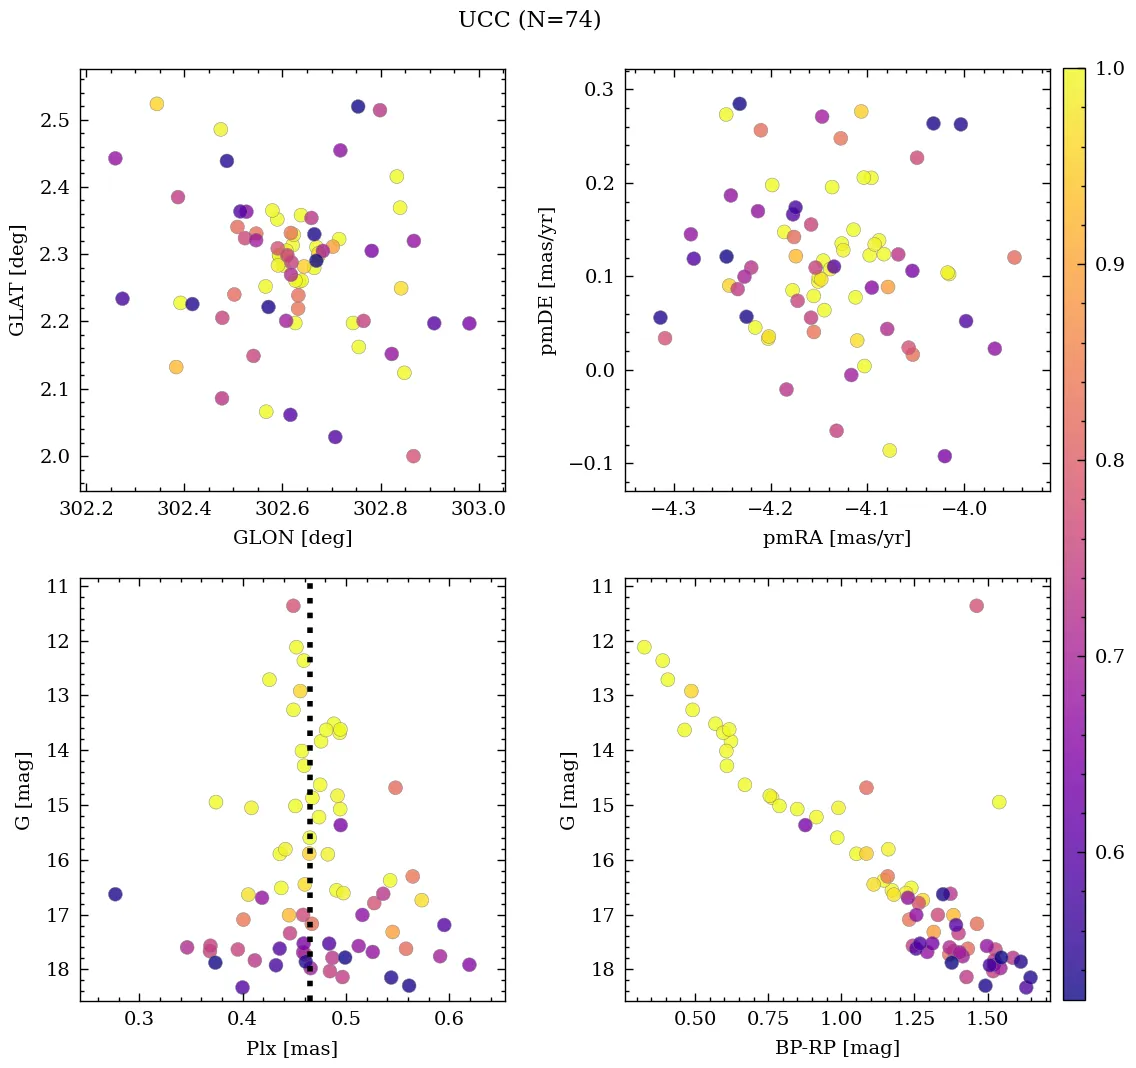 UCC (N=74)
2.5
2.4
2.3
2.2
2.1
2.0
GLAT [deg]
302.2 302.4 302.6 302.8 303.0
GLON [deg]
0.3
0.2
0.1
0.0
−0.1
pmDE [mas/yr]
−4.3 −4.2 −4.1 −4.0
pmRA [mas/yr]
11
12
13
14
15
16
17
18
G [mag]
0.3 0.4 0.5 0.6
Plx [mas]
11
12
13
14
15
16
17
18
G [mag]
0.50 0.75 1.00 1.25 1.50
BP-RP [mag]
1.0
0.9
0.8
0.7
0.6